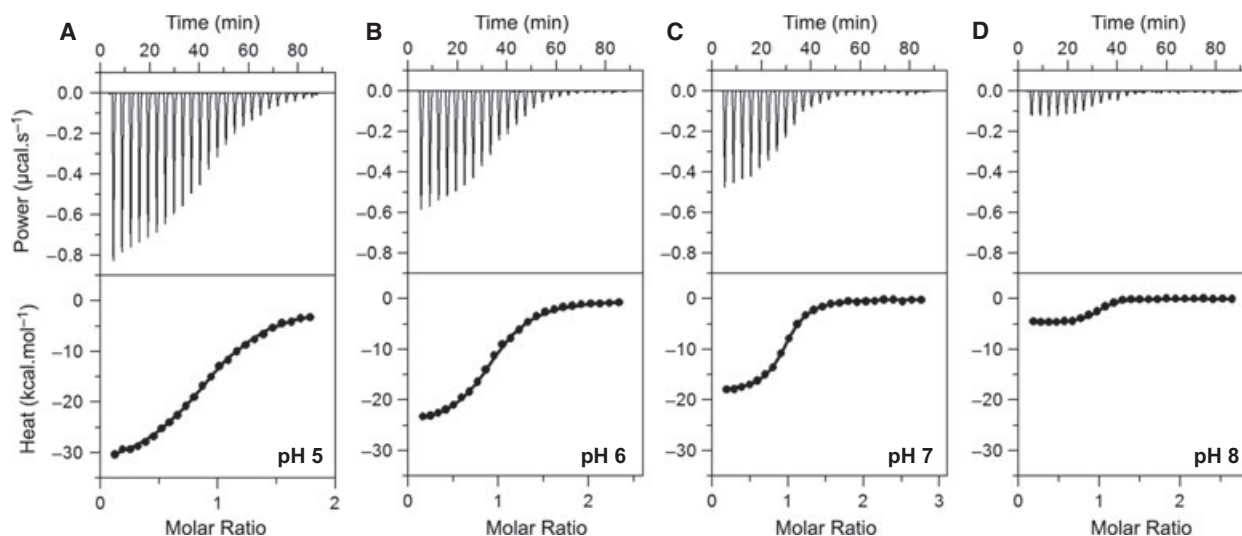 A
B
C
D
Time (min)
Time (min)
Time (min)
Time (min)
0 20 40 60 80
0 20 40 60 80
0 20 40 60 80
0 20 40 60 80
Power (µcal.s⁻¹)
0.0
−0.2
−0.4
−0.6
−0.8
0.0
−0.2
−0.4
−0.6
−0.8
0.0
−0.2
−0.4
−0.6
−0.8
0.0
−0.2
−0.4
−0.6
−0.8
Heat (kcal.mol⁻¹)
0
−10
−20
−30
0
−10
−20
−30
0
−10
−20
−30
0
−10
−20
−30
pH 5
pH 6
pH 7
pH 8
0 1 2
0 1 2
0 1 2 3
0 1 2
Molar Ratio
Molar Ratio
Molar Ratio
Molar Ratio